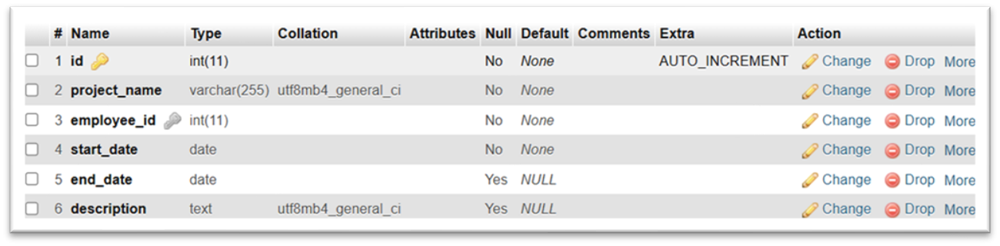 # Name Type Collation Attributes Null Default Comments Extra Action
1 id int(11) No None AUTO_INCREMENT Change Drop More
2 project_name varchar(255) utf8mb4_general_ci No None Change Drop More
3 employee_id int(11) No None Change Drop More
4 start_date date No None Change Drop More
5 end_date date Yes NULL Change Drop More
6 description text utf8mb4_general_ci Yes NULL Change Drop More